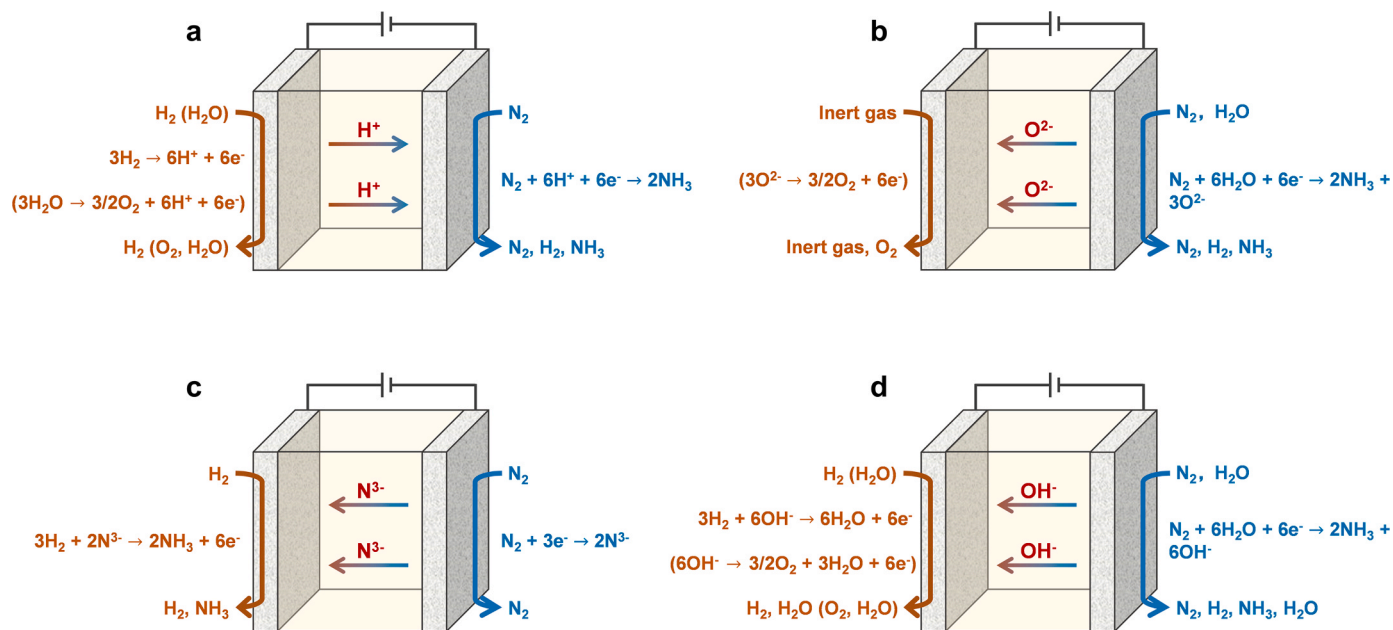 a
H₂ (H₂O)
3H₂ → 6H⁺ + 6e⁻
(3H₂O → 3/2O₂ + 6H⁺ + 6e⁻)
H₂ (O₂, H₂O)
H⁺
H⁺
N₂
N₂ + 6H⁺ + 6e⁻ → 2NH₃
N₂, H₂, NH₃
b
Inert gas
(3O²⁻ → 3/2O₂ + 6e⁻)
Inert gas, O₂
O²⁻
O²⁻
N₂, H₂O
N₂ + 6H₂O + 6e⁻ → 2NH₃ +
3O²⁻
N₂, H₂, NH₃
c
H₂
3H₂ + 2N³⁻ → 2NH₃ + 6e⁻
H₂, NH₃
N³⁻
N³⁻
N₂
N₂ + 3e⁻ → 2N³⁻
N₂
d
H₂ (H₂O)
3H₂ + 6OH⁻ → 6H₂O + 6e⁻
(6OH⁻ → 3/2O₂ + 3H₂O + 6e⁻)
H₂, H₂O (O₂, H₂O)
OH⁻
OH⁻
N₂, H₂O
N₂ + 6H₂O + 6e⁻ → 2NH₃ +
6OH⁻
N₂, H₂, NH₃, H₂O